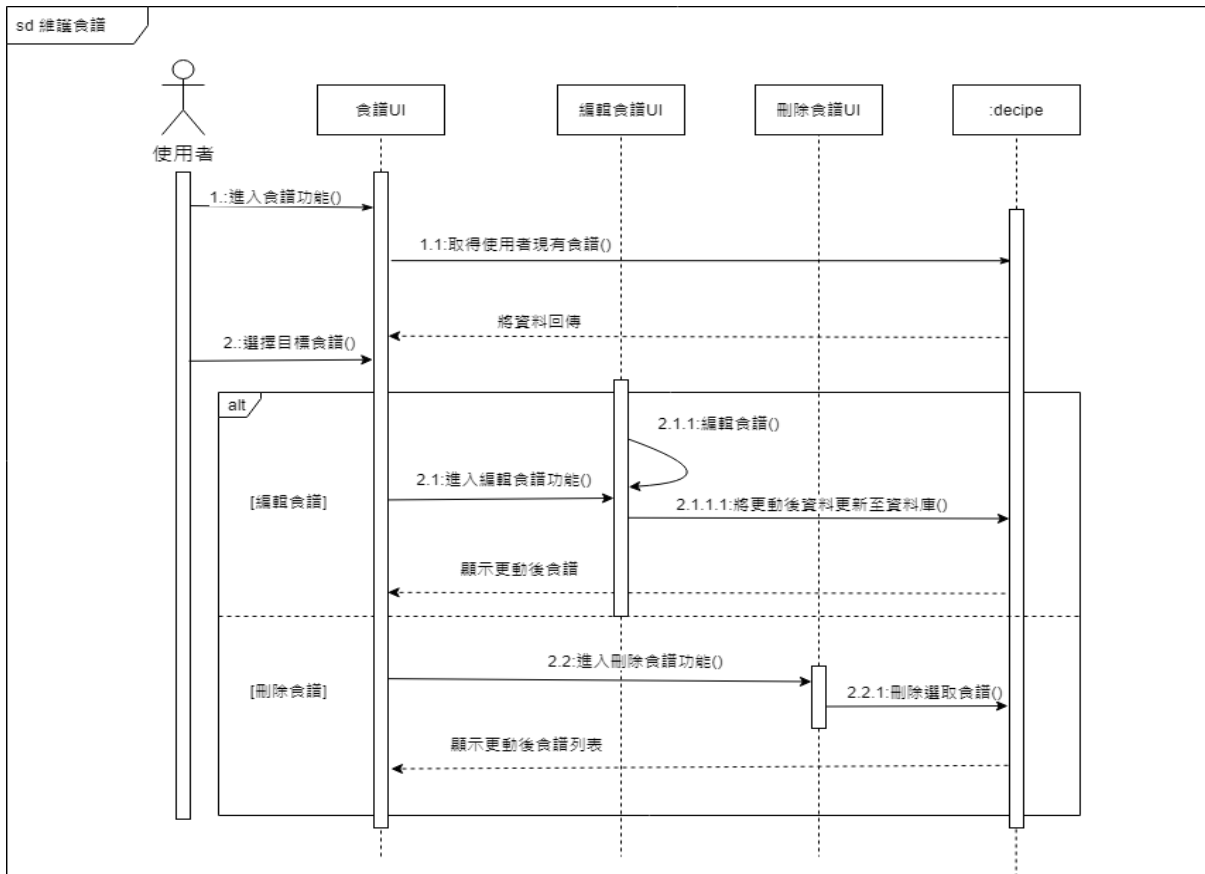 sd 維護食譜
使用者
食譜UI
編輯食譜UI
刪除食譜UI
:decipe
1.:進入食譜功能()
1.1:取得使用者現有食譜()
將資料回傳
2.:選擇目標食譜()
alt
2.1.1:編輯食譜()
2.1:進入編輯食譜功能()
[編輯食譜]
2.1.1.1:將更動後資料更新至資料庫()
顯示更動後食譜
2.2:進入刪除食譜功能()
[刪除食譜]
2.2.1:刪除選取食譜()
顯示更動後食譜列表